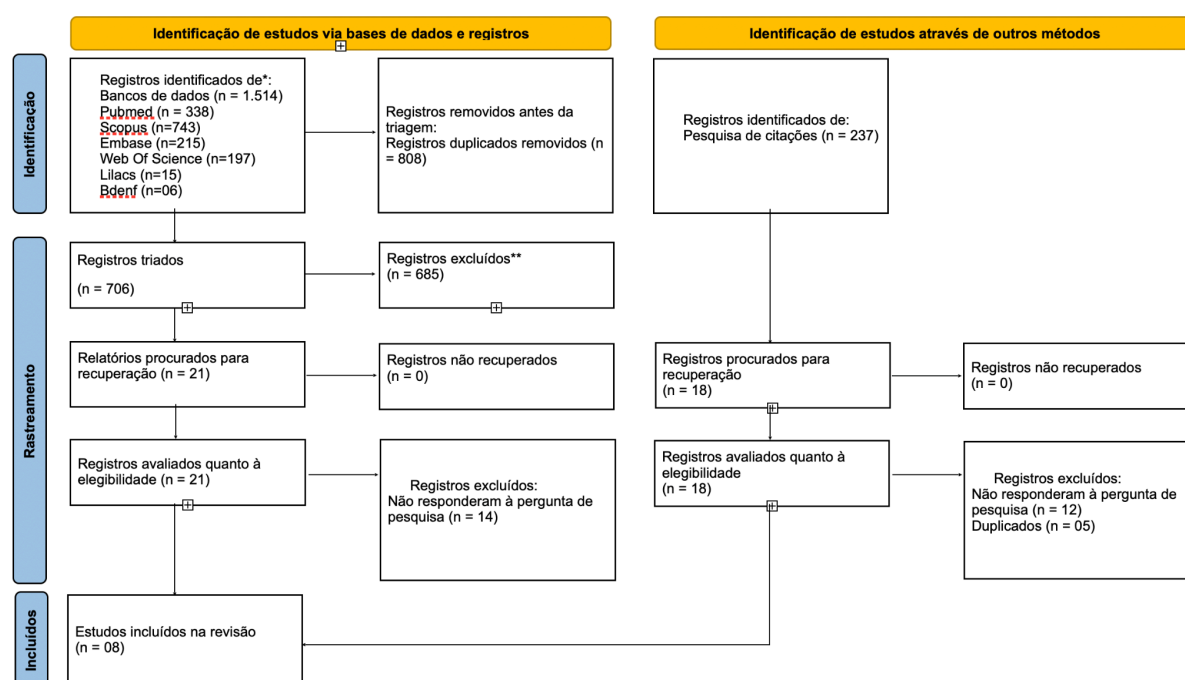 Identificação de estudos via bases de dados e registros
Identificação de estudos através de outros métodos
Identificação
Registros identificados de*:
Bancos de dados (n = 1.514)
Pubmed (n = 338)
Scopus (n=743)
Embase (n=215)
Web Of Science (n=197)
Lilacs (n=15)
Bdenf (n=06)
Registros removidos antes da
triagem:
Registros duplicados removidos (n
= 808)
Registros identificados de:
Pesquisa de citações (n = 237)
Rastreamento
Registros triados
(n = 706)
Registros excluídos**
(n = 685)
Relatórios procurados para
recuperação (n = 21)
Registros não recuperados
(n = 0)
Registros procurados para
recuperação
(n = 18)
Registros não recuperados
(n = 0)
Registros avaliados quanto à
elegibilidade (n = 21)
Registros excluídos:
Não responderam à pergunta de
pesquisa (n = 14)
Registros avaliados quanto à
elegibilidade
(n = 18)
Registros excluídos:
Não responderam à pergunta de
pesquisa (n = 12)
Duplicados (n = 05)
Incluídos
Estudos incluídos na revisão
(n = 08)